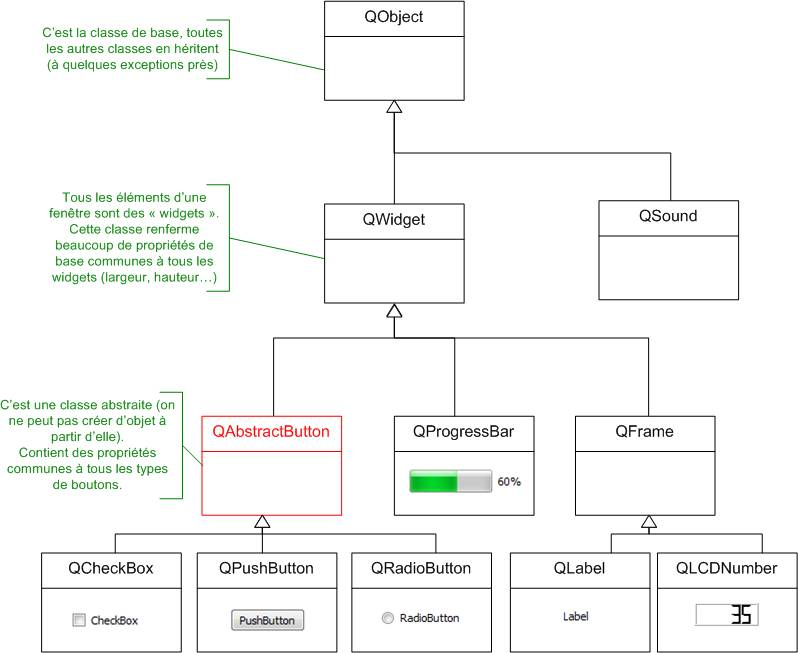 QObject
C'est la classe de base, toutes
les autres classes en héritent
(à quelques exceptions près)
Tous les éléments d'une
fenêtre sont des « widgets ».
Cette classe renferme
beaucoup de propriétés de
base communes à tous les
widgets (largeur, hauteur…)
QWidget
QSound
C'est une classe abstraite (on
ne peut pas créer d'objet à
partir d'elle).
Contient des propriétés
communes à tous les types
de boutons.
QAbstractButton
QProgressBar
60%
QFrame
QCheckBox
CheckBox
QPushButton
PushButton
QRadioButton
RadioButton
QLabel
Label
QLCDNumber
35